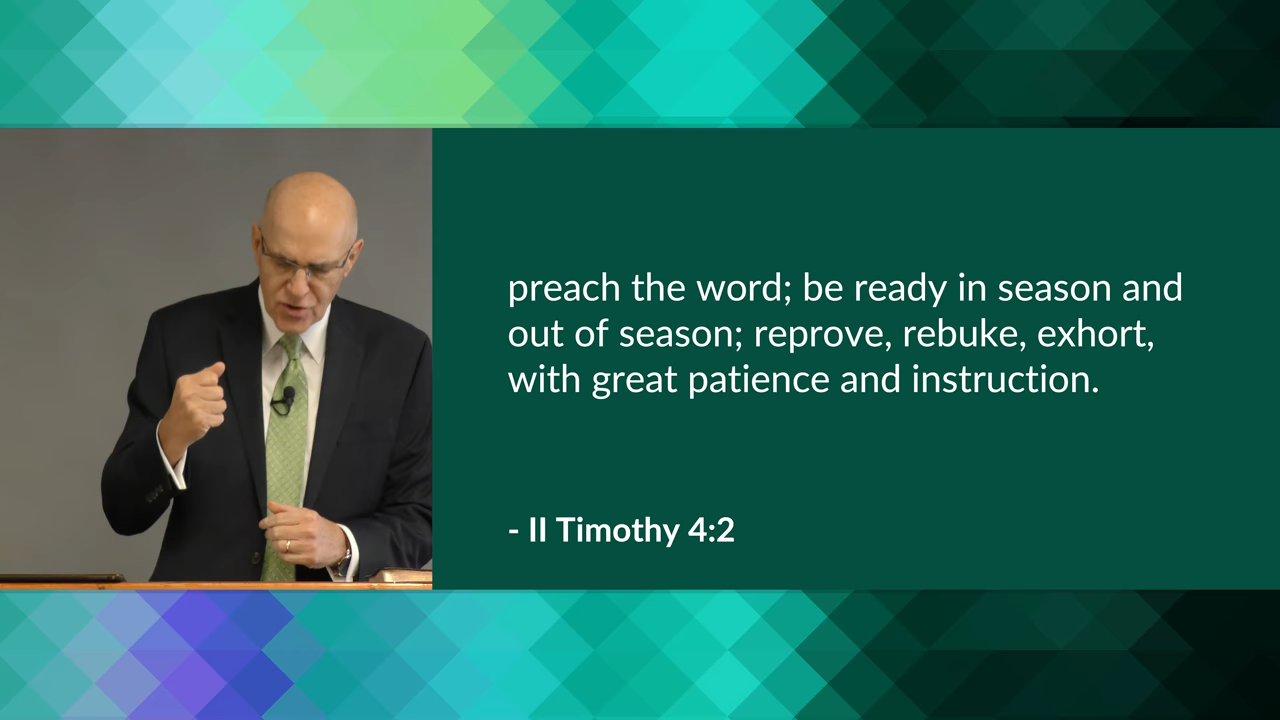 preach the word; be ready in season and
out of season; reprove, rebuke, exhort,
with great patience and instruction.
- II Timothy 4:2